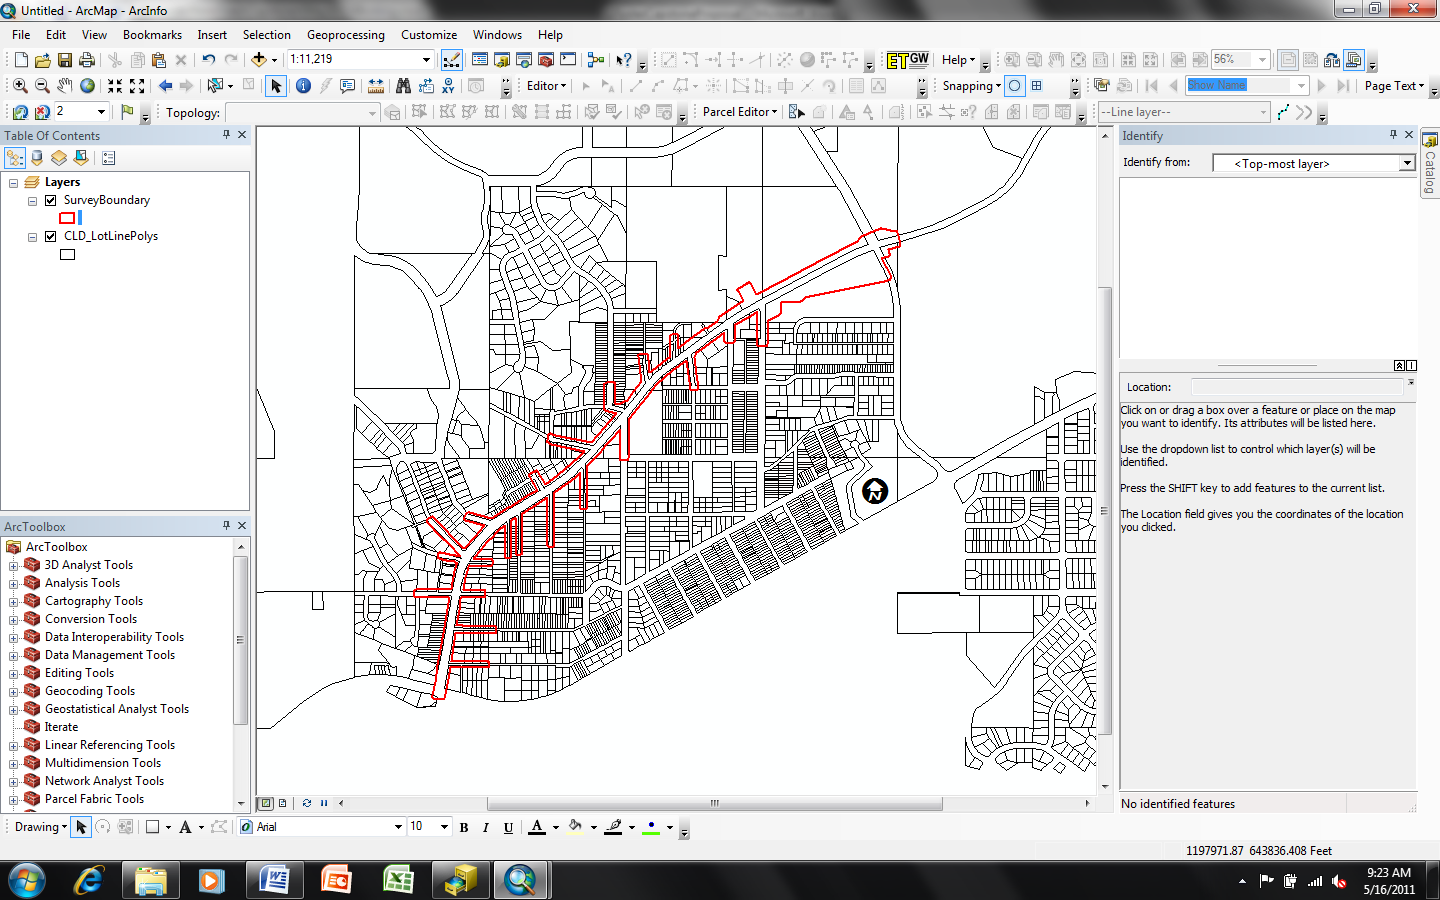 Untitled - ArcMap - ArcInfo
File Edit View Bookmarks Insert Selection Geoprocessing Customize Windows Help
1:11,219
ET GW
Help
56%
Editor
Snapping
Show Name
Page Text
2
Topology:
Parcel Editor
--Line layer--
Table Of Contents
Layers
SurveyBoundary
CLD_LotLinePolys
ArcToolbox
ArcToolbox
3D Analyst Tools
Analysis Tools
Cartography Tools
Conversion Tools
Data Interoperability Tools
Data Management Tools
Editing Tools
Geocoding Tools
Geostatistical Analyst Tools
Iterate
Linear Referencing Tools
Multidimension Tools
Network Analyst Tools
Parcel Fabric Tools
N
Identify
Identify from:
<Top-most layer>
Catalog
Location:
Click on or drag a box over a feature or place on the map
you want to identify. Its attributes will be listed here.
Use the dropdown list to control which layer(s) will be
identified.
Press the SHIFT key to add features to the current list.
The Location field gives you the coordinates of the location
you clicked.
No identified features
Drawing
A
Arial
10
B I U
A
1197971.87 643836.408 Feet
9:23 AM
5/16/2011